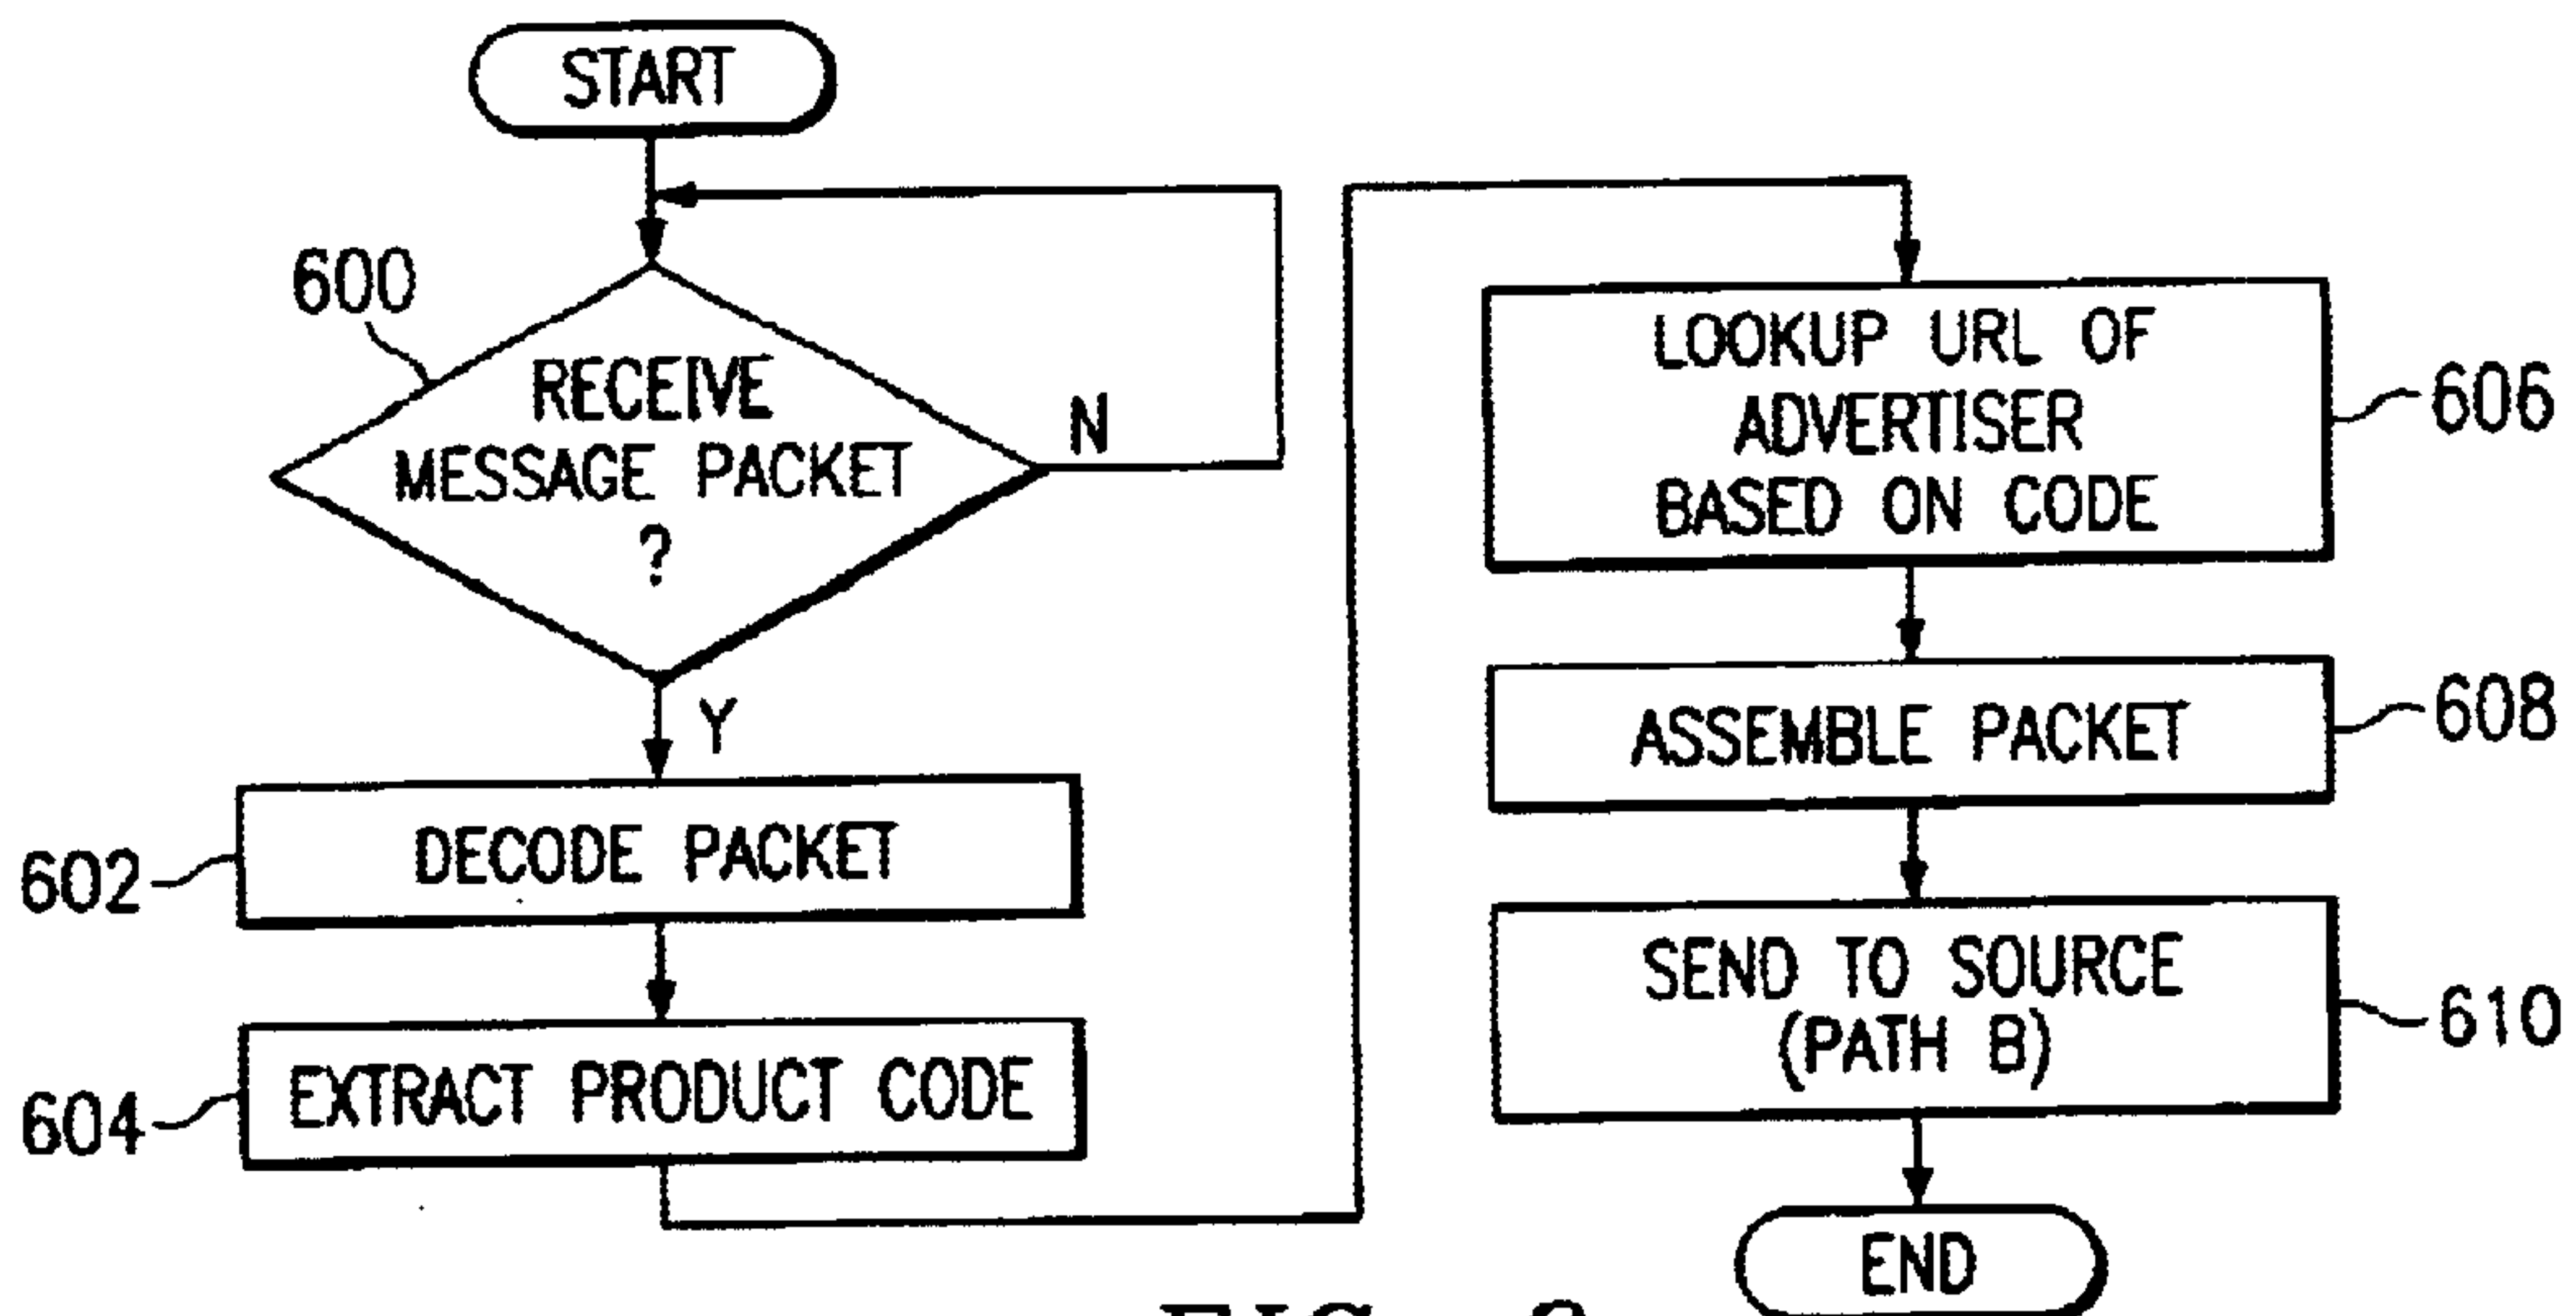 START
600
RECEIVE
MESSAGE PACKET
?
N
Y
602
DECODE PACKET
604
EXTRACT PRODUCT CODE
LOOKUP URL OF
ADVERTISER
BASED ON CODE
606
ASSEMBLE PACKET
608
SEND TO SOURCE
(PATH B)
610
END